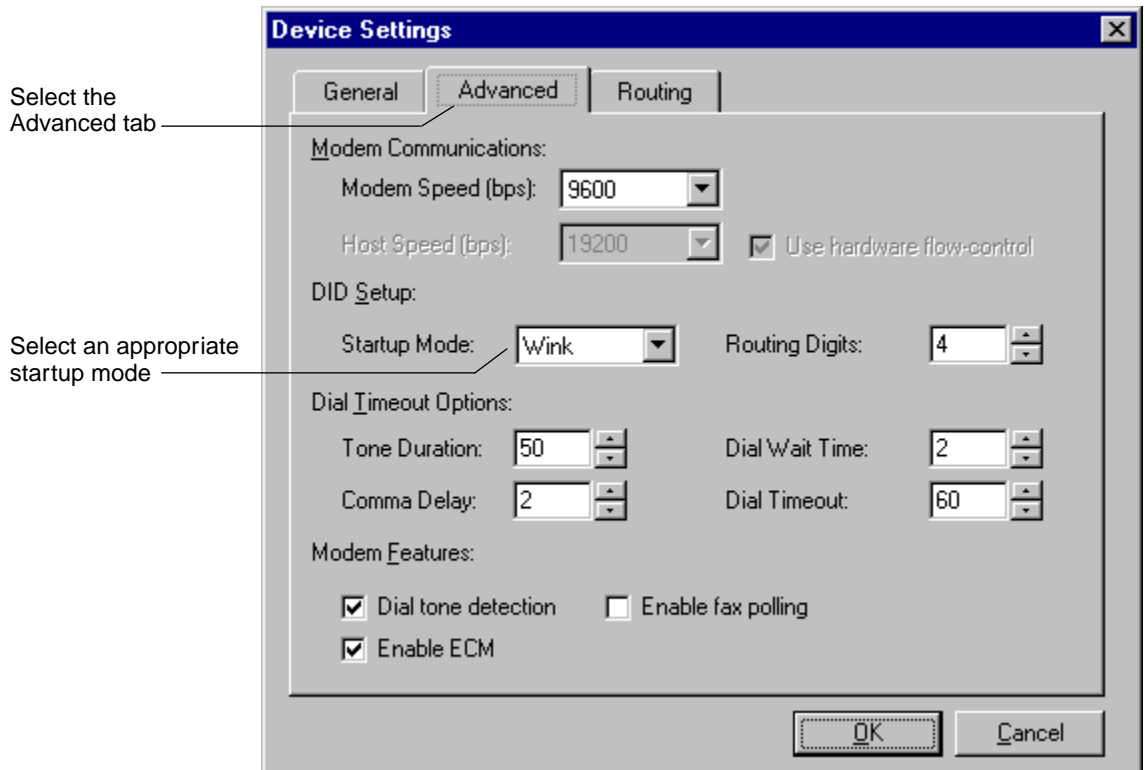 Device Settings
Select the
Advanced tab
General Advanced Routing
Modem Communications:
Modem Speed (bps): 9600
Host Speed (bps): 19200 Use hardware flow-control
DID Setup:
Select an appropriate
startup mode
Startup Mode: Wink Routing Digits: 4
Dial Timeout Options:
Tone Duration: 50 Dial Wait Time: 2
Comma Delay: 2 Dial Timeout: 60
Modem Features:
Dial tone detection Enable fax polling
Enable ECM
OK Cancel